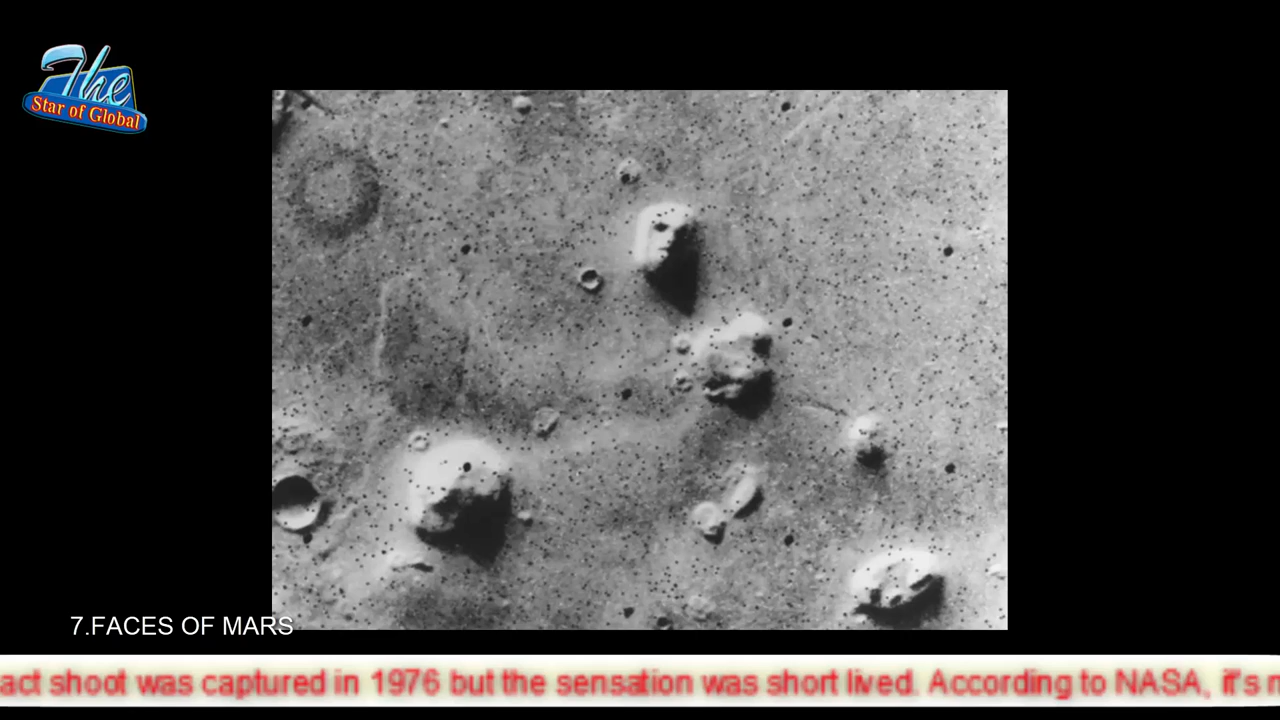 The
Star of Global
7.FACES OF MARS
act shoot was captured in 1976 but the sensation was short lived. According to NASA, it's